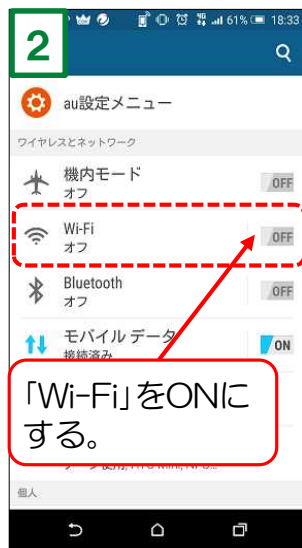 2
61% 18:33
au設定メニュー
ワイヤレスとネットワーク
機内モード
オフ
OFF
Wi-Fi
オフ
OFF
Bluetooth
オフ
OFF
モバイル データ
接続済み
ON
「Wi-Fi」をONに
する。
個人